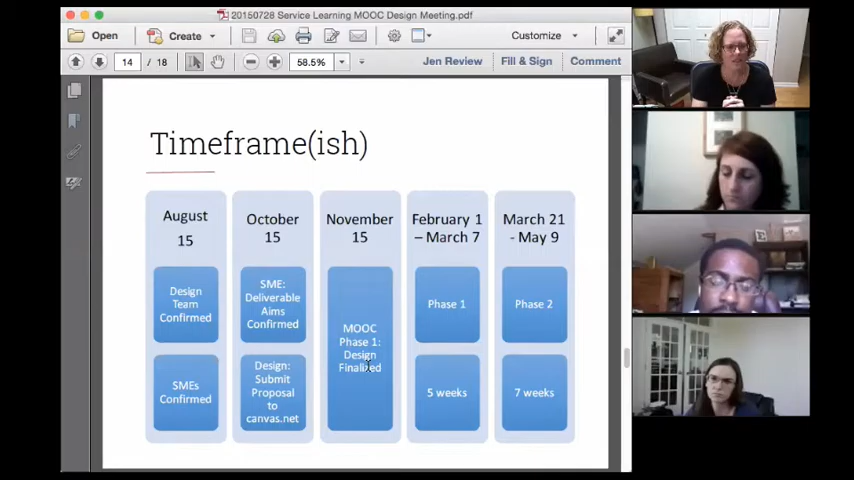 20150728 Service Learning MOOC Design Meeting.pdf
Open
Create
Customize
14 / 18
58.5%
Jen Review
Fill & Sign
Comment
Timeframe(ish)
August
15
Design
Team
Confirmed
SMEs
Confirmed
October
15
SME:
Deliverable
Aims
Confirmed
Design:
Submit
Proposal
to
canvas.net
November
15
MOOC
Phase 1:
Design
Finalized
February 1
– March 7
Phase 1
5 weeks
March 21
- May 9
Phase 2
7 weeks